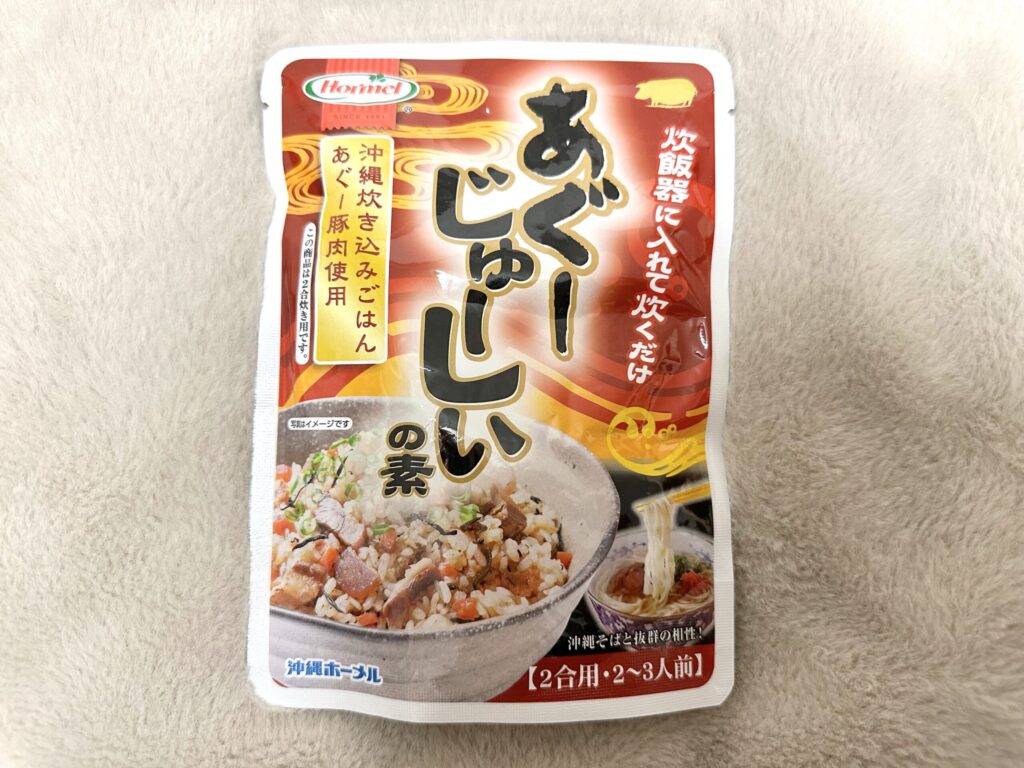 Hormel
SINCE 1891
®
炊飯器に入れて炊くだけ
あぐー
じゅーしぃ
の素
沖縄炊き込みごはん
あぐー豚肉使用
この商品は2合炊き用です。
写真はイメージです
沖縄そばと抜群の相性!
沖縄ホーメル
【2合用・2~3人前】